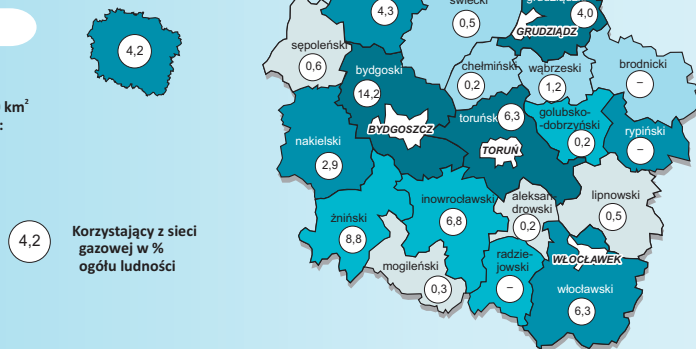 4,2
km²
:
4,2
Korzystający z sieci
gazowej w %
ogółu ludności
4,3
świecki
0,5
4,0
GRUDZIĄDZ
sępoleński
0,6
bydgoski
14,2
BYDGOSZCZ
chełmiński
0,2
wąbrzeski
1,2
brodnicki
–
toruński
6,3
TORUŃ
golubsko-
-dobrzyński
0,2
rypiński
–
nakielski
2,9
żniński
8,8
inowrocławski
6,8
aleksan
drowski
0,2
lipnowski
0,5
mogileński
0,3
radzie-
jowski
–
WŁOCŁAWEK
włocławski
6,3